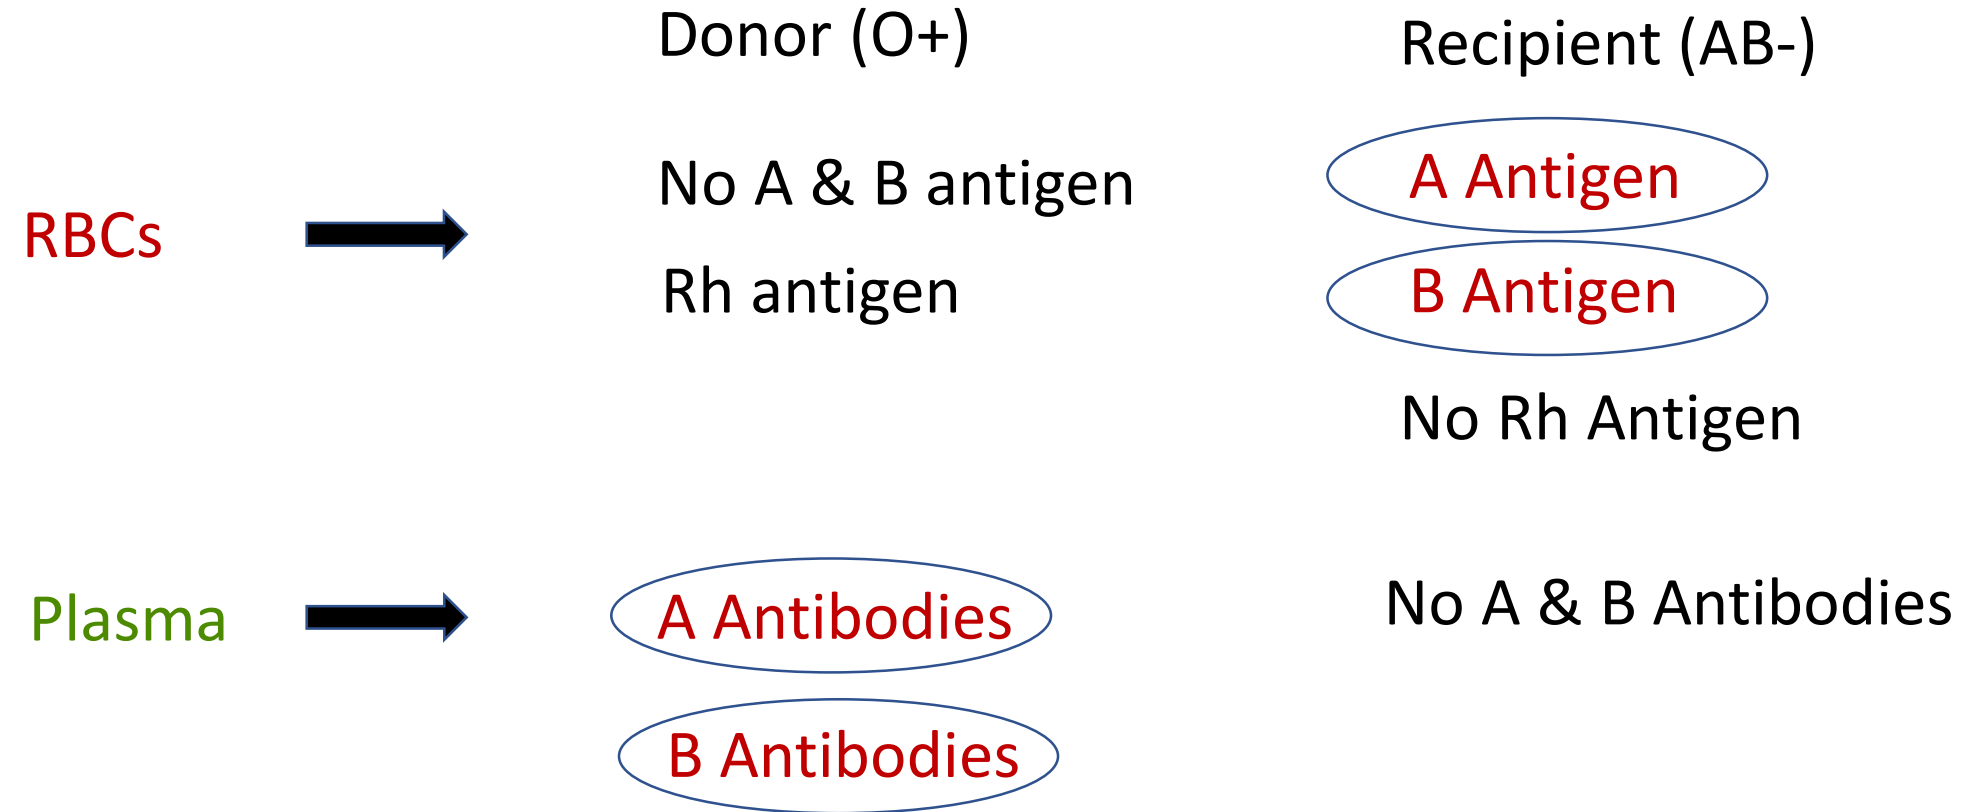 Donor (O+)
Recipient (AB-)
RBCs
No A & B antigen
Rh antigen
A Antigen
B Antigen
No Rh Antigen
Plasma
A Antibodies
B Antibodies
No A & B Antibodies